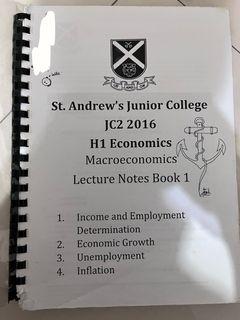 St. Andrew's Junior College
JC2 2016
H1 Economics
Macroeconomics
Lecture Notes Book 1
1. Income and Employment
Determination
2. Economic Growth
3. Unemployment
4. Inflation